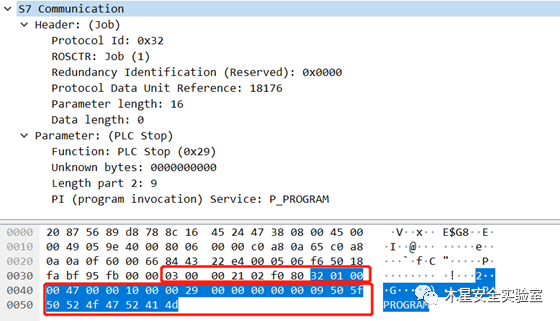 S7 Communication
Header: (Job)
Protocol Id: 0x32
ROSCTR: Job (1)
Redundancy Identification (Reserved): 0x0000
Protocol Data Unit Reference: 18176
Parameter length: 16
Data length: 0
Parameter: (PLC Stop)
Function: PLC Stop (0x29)
Unknown bytes: 0000000000
Length part 2: 9
PI (program invocation) Service: P_PROGRAM
0000 20 87 56 89 d8 78 8c 16 45 24 47 38 08 00 45 00 ·V··x··E$G8··E·
0010 00 49 05 9e 40 00 80 06 00 00 c0 a8 0a 65 c0 a8 I··@·······e··
0020 0a 0a 0f 60 00 66 84 43 22 e4 00 05 06 f6 50 18 ···`·f·C"·····P·
0030 fa bf 95 fb 00 00 03 00 00 21 02 f0 80 32 01 00 ·········!···2··
0040 00 47 00 00 10 00 00 29 00 00 00 00 00 09 50 5f ·G·····)······P_
0050 50 52 4f 47 52 41 4d PROGRAM
木星安全实验室